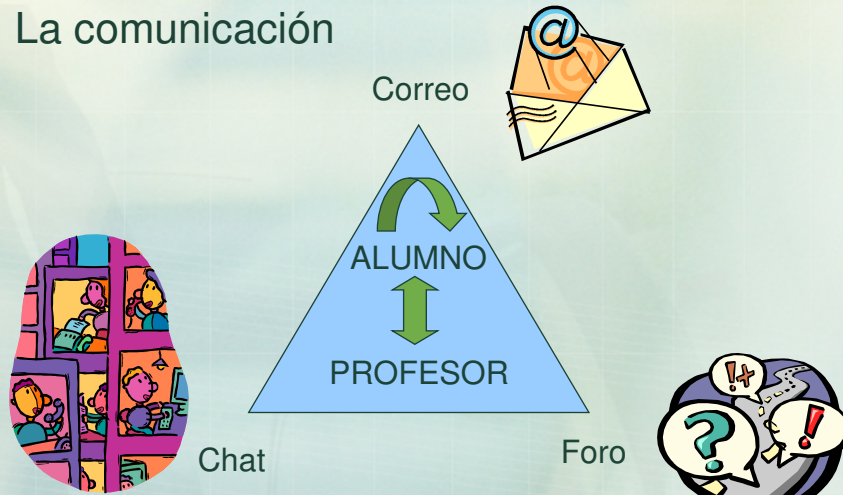 La comunicación
Correo
ALUMNO
PROFESOR
Chat
Foro
@
@
?
!+
!